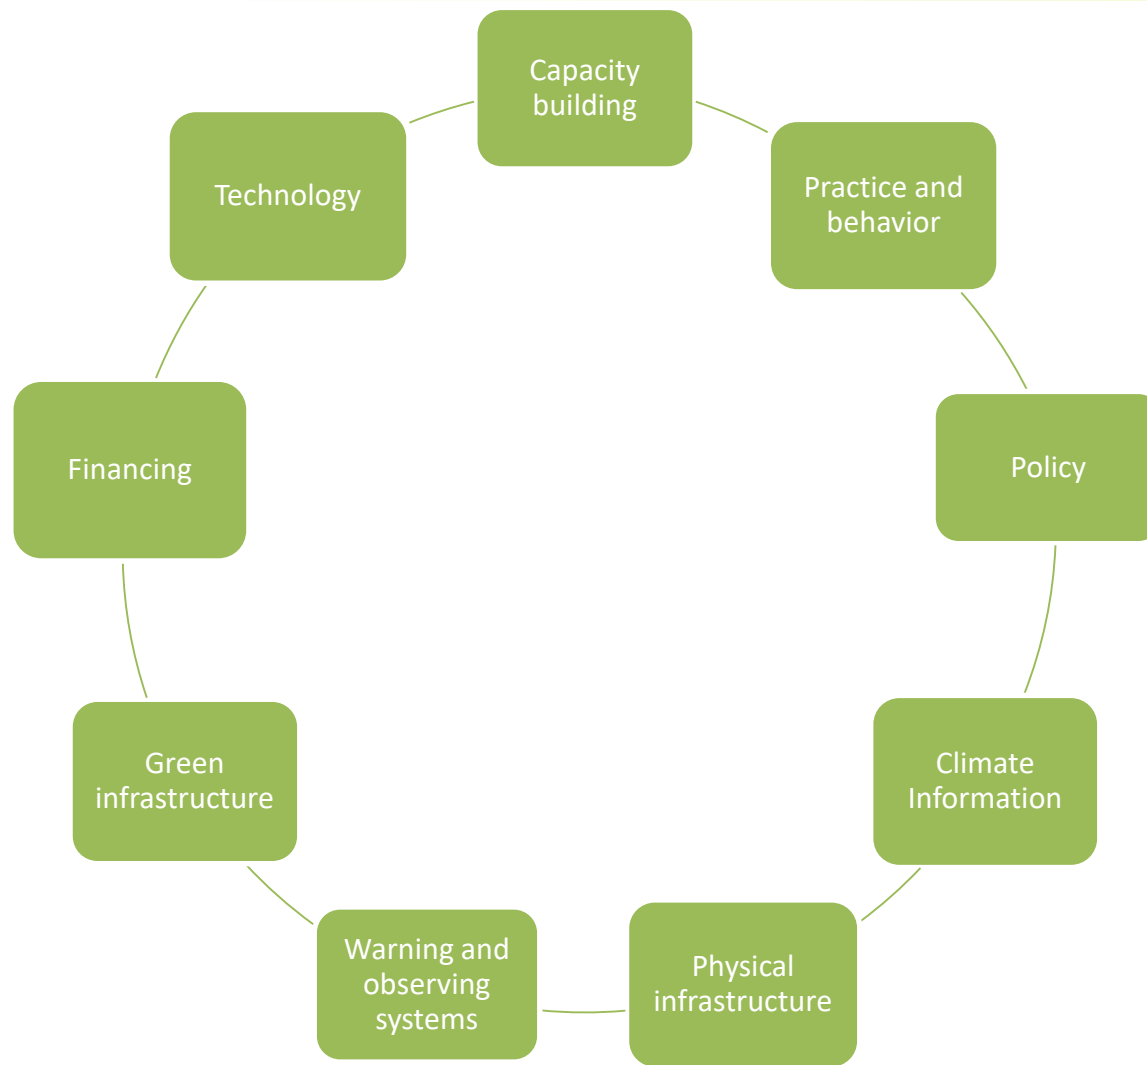 Capacity
building
Practice and
behavior
Policy
Climate
Information
Physical
infrastructure
Warning and
observing
systems
Green
infrastructure
Financing
Technology